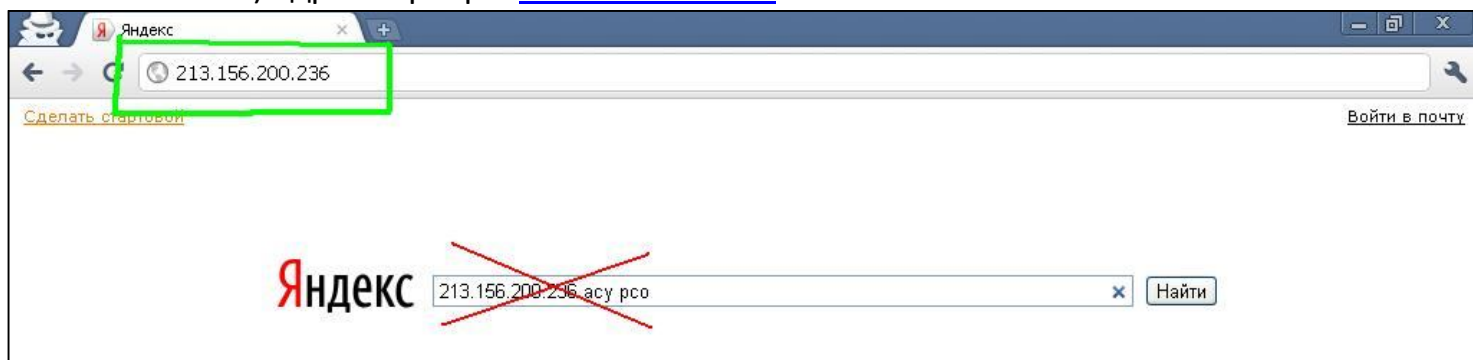 Яндекс
213.156.200.236
Сделать стартовой
Войти в почту
Яндекс 213.156.200.236 асу рсо Найти